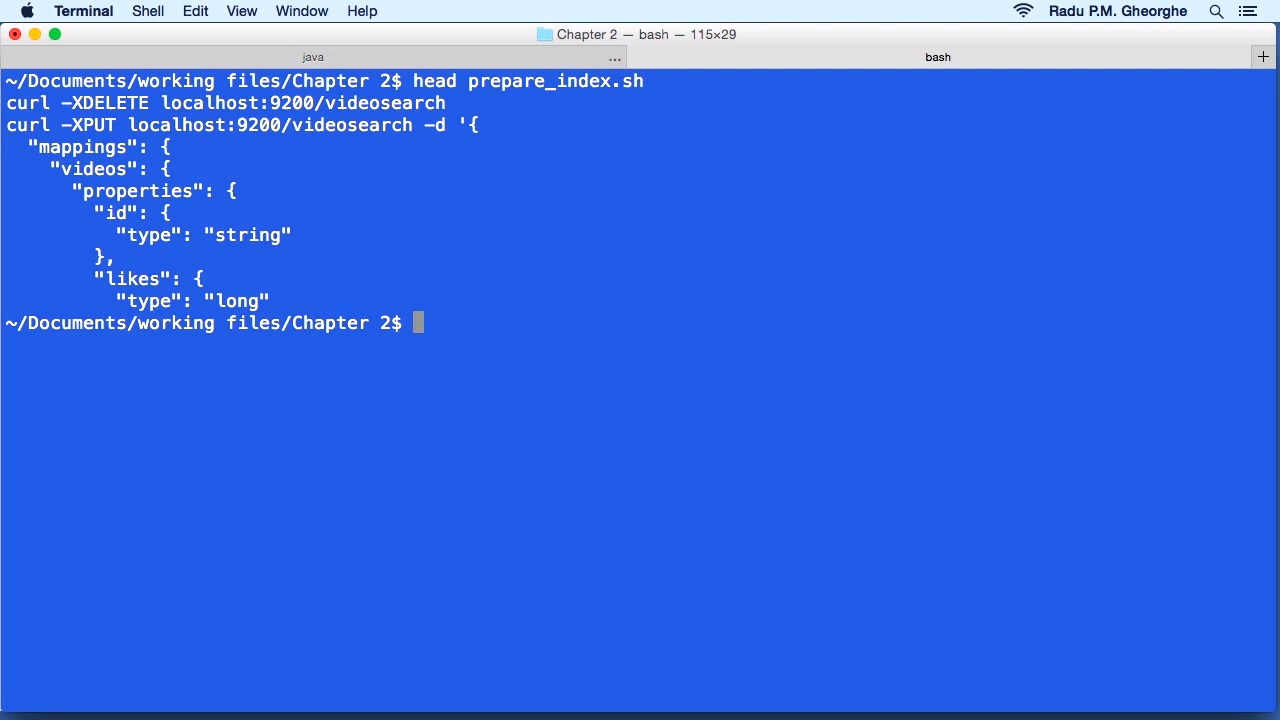 Terminal Shell Edit View Window Help Radu P.M. Gheorghe
Chapter 2 — bash — 115×29
java ... bash +
~/Documents/working files/Chapter 2$ head prepare_index.sh
curl -XDELETE localhost:9200/videosearch
curl -XPUT localhost:9200/videosearch -d '{
  "mappings": {
    "videos": {
      "properties": {
        "id": {
          "type": "string"
        },
        "likes": {
          "type": "long"
~/Documents/working files/Chapter 2$